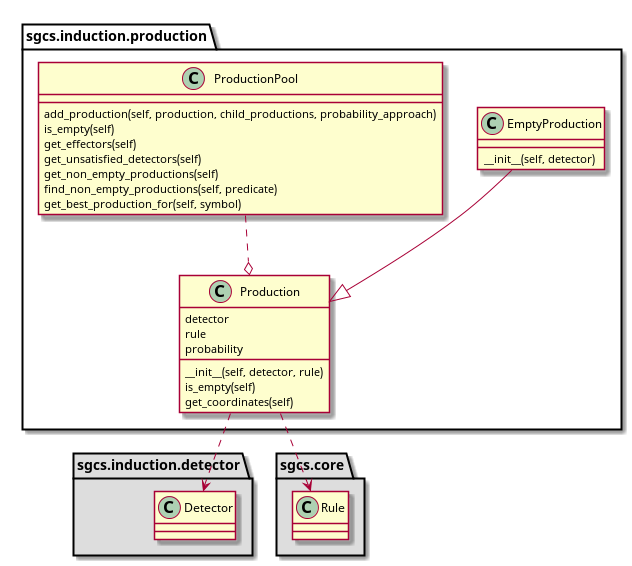 sgcs.induction.production
C ProductionPool
add_production(self, production, child_productions, probability_approach)
is_empty(self)
get_effectors(self)
get_unsatisfied_detectors(self)
get_non_empty_productions(self)
find_non_empty_productions(self, predicate)
get_best_production_for(self, symbol)
C EmptyProduction
__init__(self, detector)
C Production
detector
rule
probability
__init__(self, detector, rule)
is_empty(self)
get_coordinates(self)
sgcs.induction.detector
C Detector
sgcs.core
C Rule